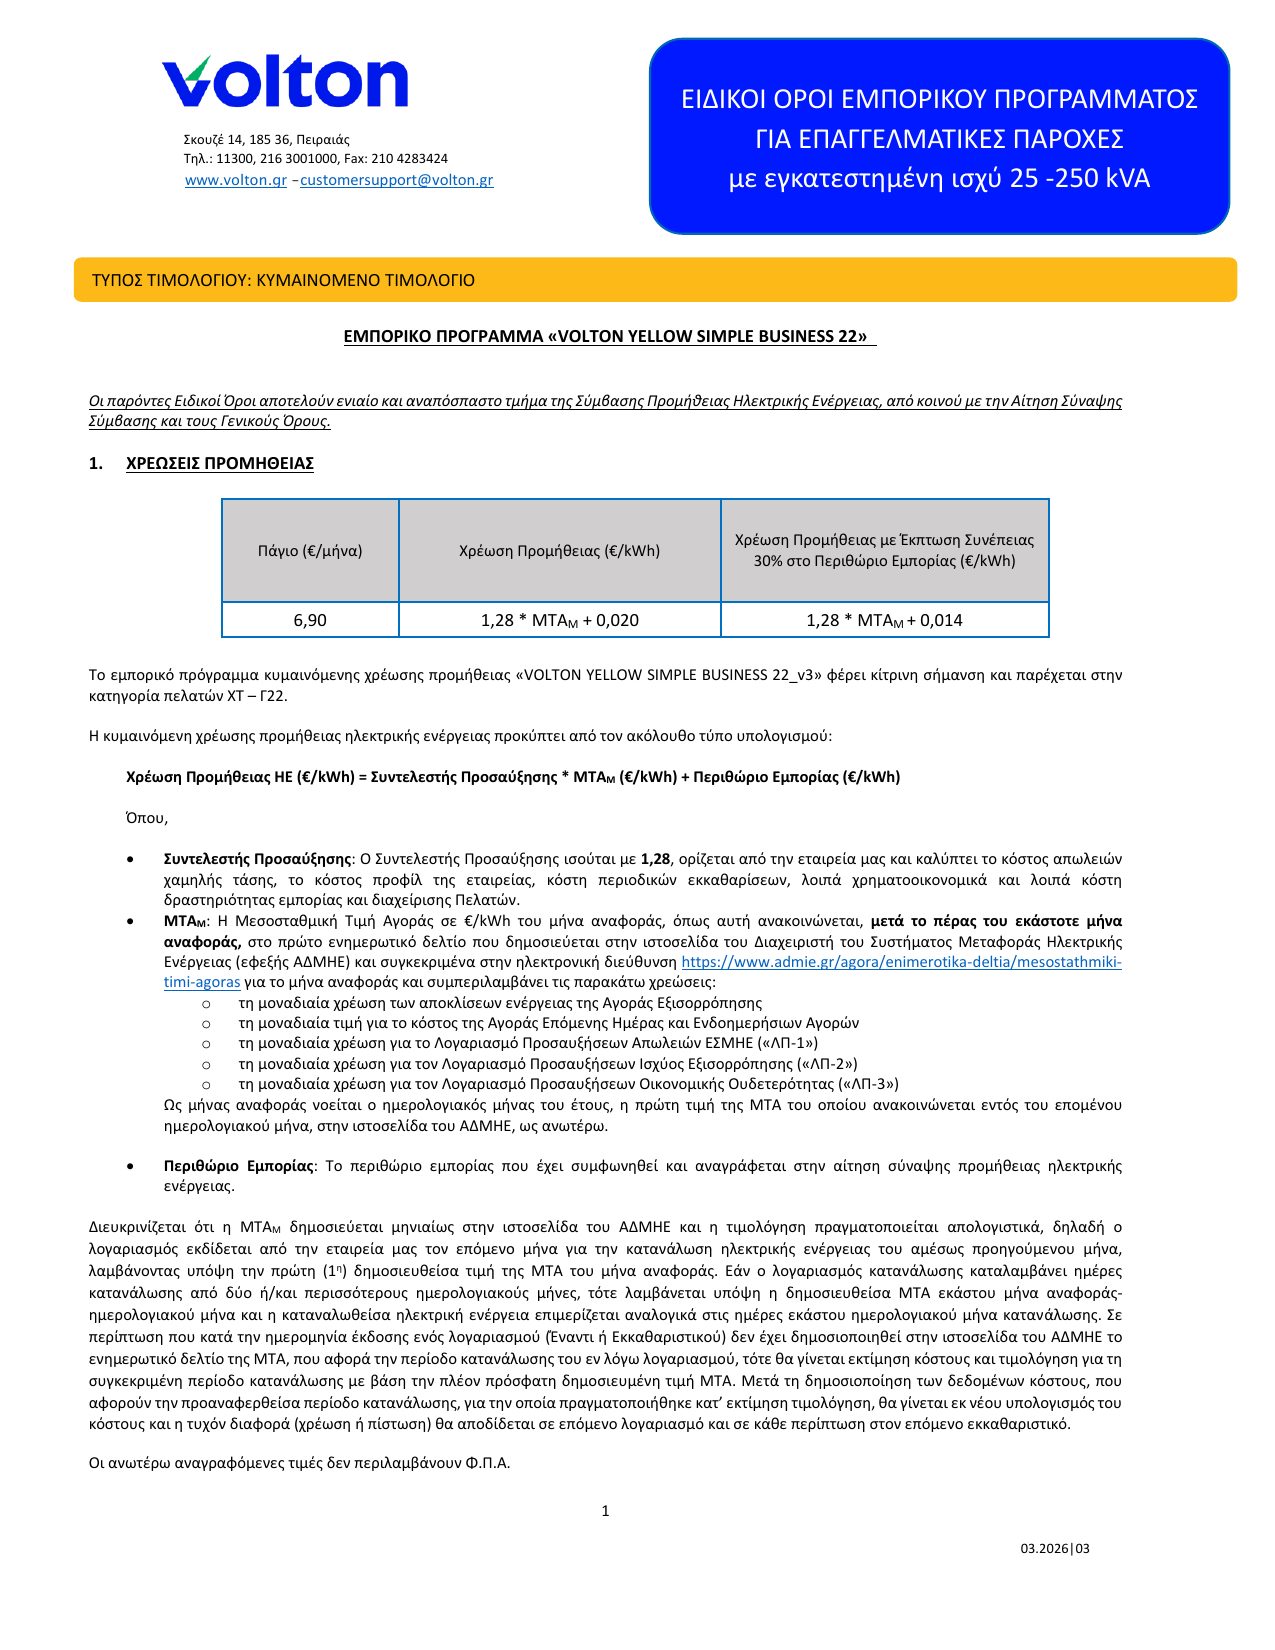 volton
Σκουζέ 14, 185 36, Πειραιάς
Τηλ.: 11300, 216 3001000, Fax: 210 4283424
www.volton.gr –customersupport@volton.gr
ΕΙΔΙΚΟΙ ΟΡΟΙ ΕΜΠΟΡΙΚΟΥ ΠΡΟΓΡΑΜΜΑΤΟΣ
ΓΙΑ ΕΠΑΓΓΕΛΜΑΤΙΚΕΣ ΠΑΡΟΧΕΣ
με εγκατεστημένη ισχύ 25 -250 kVA
ΤΥΠΟΣ ΤΙΜΟΛΟΓΙΟΥ: ΚΥΜΑΙΝΟΜΕΝΟ ΤΙΜΟΛΟΓΙΟ
ΕΜΠΟΡΙΚΟ ΠΡΟΓΡΑΜΜΑ «VOLTON YELLOW SIMPLE BUSINESS 22»
Οι παρόντες Ειδικοί Όροι αποτελούν ενιαίο και αναπόσπαστο τμήμα της Σύμβασης Προμήθειας Ηλεκτρικής Ενέργειας, από κοινού με την Αίτηση Σύναψης
Σύμβασης και τους Γενικούς Όρους.
1. ΧΡΕΩΣΕΙΣ ΠΡΟΜΗΘΕΙΑΣ
Πάγιο (€/μήνα)
Χρέωση Προμήθειας (€/kWh)
Χρέωση Προμήθειας με Έκπτωση Συνέπειας
30% στο Περιθώριο Εμπορίας (€/kWh)
6,90
1,28 * ΜΤΑΜ + 0,020
1,28 * ΜΤΑΜ + 0,014
Το εμπορικό πρόγραμμα κυμαινόμενης χρέωσης προμήθειας «VOLTON YELLOW SIMPLE BUSINESS 22_v3» φέρει κίτρινη σήμανση και παρέχεται στην
κατηγορία πελατών ΧΤ – Γ22.
Η κυμαινόμενη χρέωσης προμήθειας ηλεκτρικής ενέργειας προκύπτει από τον ακόλουθο τύπο υπολογισμού:
Χρέωση Προμήθειας ΗΕ (€/kWh) = Συντελεστής Προσαύξησης * ΜΤΑΜ (€/kWh) + Περιθώριο Εμπορίας (€/kWh)
Όπου,
• Συντελεστής Προσαύξησης: Ο Συντελεστής Προσαύξησης ισούται με 1,28, ορίζεται από την εταιρεία μας και καλύπτει το κόστος απωλειών
χαμηλής τάσης, το κόστος προφίλ της εταιρείας, κόστη περιοδικών εκκαθαρίσεων, λοιπά χρηματοοικονομικά και λοιπά κόστη
δραστηριότητας εμπορίας και διαχείρισης Πελατών.
• ΜΤΑΜ: Η Μεσοσταθμική Τιμή Αγοράς σε €/kWh του μήνα αναφοράς, όπως αυτή ανακοινώνεται, μετά το πέρας του εκάστοτε μήνα
αναφοράς, στο πρώτο ενημερωτικό δελτίο που δημοσιεύεται στην ιστοσελίδα του Διαχειριστή του Συστήματος Μεταφοράς Ηλεκτρικής
Ενέργειας (εφεξής ΑΔΜΗΕ) και συγκεκριμένα στην ηλεκτρονική διεύθυνση https://www.admie.gr/agora/enimerotika-deltia/mesostathmiki-
timi-agoras για το μήνα αναφοράς και συμπεριλαμβάνει τις παρακάτω χρεώσεις:
o τη μοναδιαία χρέωση των αποκλίσεων ενέργειας της Αγοράς Εξισορρόπησης
o τη μοναδιαία τιμή για το κόστος της Αγοράς Επόμενης Ημέρας και Ενδοημερήσιων Αγορών
o τη μοναδιαία χρέωση για το Λογαριασμό Προσαυξήσεων Απωλειών ΕΣΜΗΕ («ΛΠ-1»)
o τη μοναδιαία χρέωση για τον Λογαριασμό Προσαυξήσεων Ισχύος Εξισορρόπησης («ΛΠ-2»)
o τη μοναδιαία χρέωση για τον Λογαριασμό Προσαυξήσεων Οικονομικής Ουδετερότητας («ΛΠ-3»)
Ως μήνας αναφοράς νοείται ο ημερολογιακός μήνας του έτους, η πρώτη τιμή της ΜΤΑ του οποίου ανακοινώνεται εντός του επομένου
ημερολογιακού μήνα, στην ιστοσελίδα του ΑΔΜΗΕ, ως ανωτέρω.
• Περιθώριο Εμπορίας: Το περιθώριο εμπορίας που έχει συμφωνηθεί και αναγράφεται στην αίτηση σύναψης προμήθειας ηλεκτρικής
ενέργειας.
Διευκρινίζεται ότι η ΜΤΑΜ δημοσιεύεται μηνιαίως στην ιστοσελίδα του ΑΔΜΗΕ και η τιμολόγηση πραγματοποιείται απολογιστικά, δηλαδή ο
λογαριασμός εκδίδεται από την εταιρεία μας τον επόμενο μήνα για την κατανάλωση ηλεκτρικής ενέργειας του αμέσως προηγούμενου μήνα,
λαμβάνοντας υπόψη την πρώτη (1η) δημοσιευθείσα τιμή της ΜΤΑ του μήνα αναφοράς. Εάν ο λογαριασμός κατανάλωσης καταλαμβάνει ημέρες
κατανάλωσης από δύο ή/και περισσότερους ημερολογιακούς μήνες, τότε λαμβάνεται υπόψη η δημοσιευθείσα ΜΤΑ εκάστου μήνα αναφοράς-
ημερολογιακού μήνα και η καταναλωθείσα ηλεκτρική ενέργεια επιμερίζεται αναλογικά στις ημέρες εκάστου ημερολογιακού μήνα κατανάλωσης. Σε
περίπτωση που κατά την ημερομηνία έκδοσης ενός λογαριασμού (Έναντι ή Εκκαθαριστικού) δεν έχει δημοσιοποιηθεί στην ιστοσελίδα του ΑΔΜΗΕ το
ενημερωτικό δελτίο της ΜΤΑ, που αφορά την περίοδο κατανάλωσης του εν λόγω λογαριασμού, τότε θα γίνεται εκτίμηση κόστους και τιμολόγηση για τη
συγκεκριμένη περίοδο κατανάλωσης με βάση την πλέον πρόσφατη δημοσιευμένη τιμή ΜΤΑ. Μετά τη δημοσιοποίηση των δεδομένων κόστους, που
αφορούν την προαναφερθείσα περίοδο κατανάλωσης, για την οποία πραγματοποιήθηκε κατ’ εκτίμηση τιμολόγηση, θα γίνεται εκ νέου υπολογισμός του
κόστους και η τυχόν διαφορά (χρέωση ή πίστωση) θα αποδίδεται σε επόμενο λογαριασμό και σε κάθε περίπτωση στον επόμενο εκκαθαριστικό.
Οι ανωτέρω αναγραφόμενες τιμές δεν περιλαμβάνουν Φ.Π.Α.
1
03.2026|03